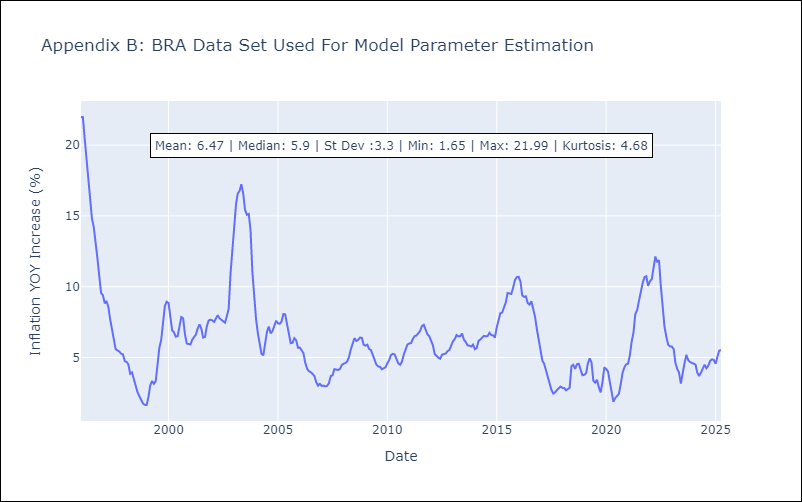 Appendix B: BRA Data Set Used For Model Parameter Estimation
Mean: 6.47 | Median: 5.9 | St Dev :3.3 | Min: 1.65 | Max: 21.99 | Kurtosis: 4.68
Inflation YOY Increase (%)
20
15
10
5
2000 2005 2010 2015 2020 2025
Date